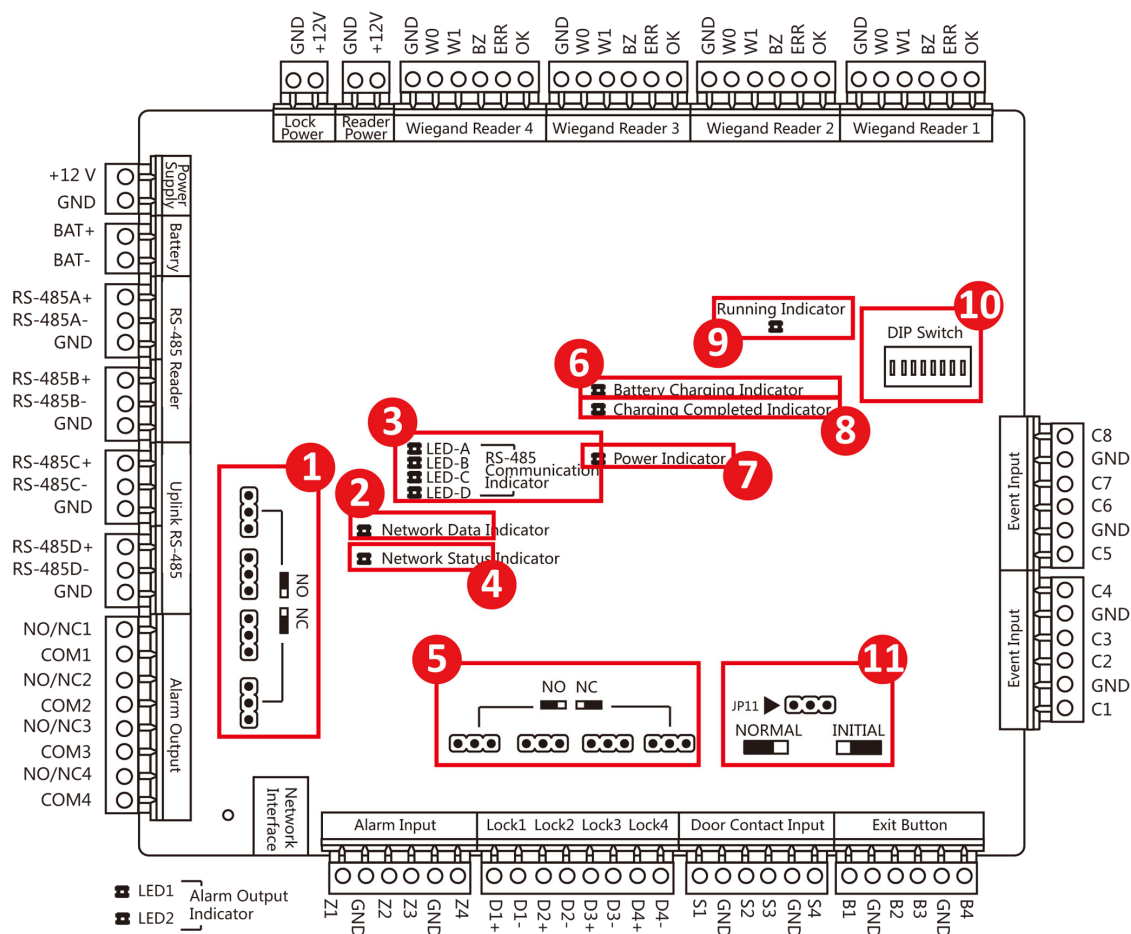 GND +12V GND +12V GND W0 W1 BZ ERR OK GND W0 W1 BZ ERR OK GND W0 W1 BZ ERR OK GND W0 W1 BZ ERR OK
Lock Power
Reader Power
Wiegand Reader 4
Wiegand Reader 3
Wiegand Reader 2
Wiegand Reader 1
+12 V
GND
Power Supply
BAT+
BAT-
Battery
RS-485A+
RS-485A-
GND
RS-485B+
RS-485B-
GND
RS-485 Reader
RS-485C+
RS-485C-
GND
RS-485D+
RS-485D-
GND
Uplink RS-485
NO/NC1
COM1
NO/NC2
COM2
NO/NC3
COM3
NO/NC4
COM4
Alarm Output
Running Indicator
9
10
DIP Switch
6
Battery Charging Indicator
Charging Completed Indicator
8
3
LED-A
LED-B
LED-C
LED-D
RS-485
Communication
Indicator
Power Indicator
7
1
NO
NC
2
Network Data Indicator
Network Status Indicator
4
5
NO NC
11
JP11
NORMAL INITIAL
C8
GND
C7
C6
GND
C5
Event Input
C4
GND
C3
C2
GND
C1
Event Input
Network
Interface
Alarm Input
Lock1 Lock2 Lock3 Lock4
Door Contact Input
Exit Button
Z1 GND Z2 Z3 GND Z4 D1+ D1- D2+ D2- D3+ D3- D4+ D4- S1 GND S2 S3 GND S4 B1 GND B2 B3 GND B4
LED1
LED2
Alarm Output
Indicator